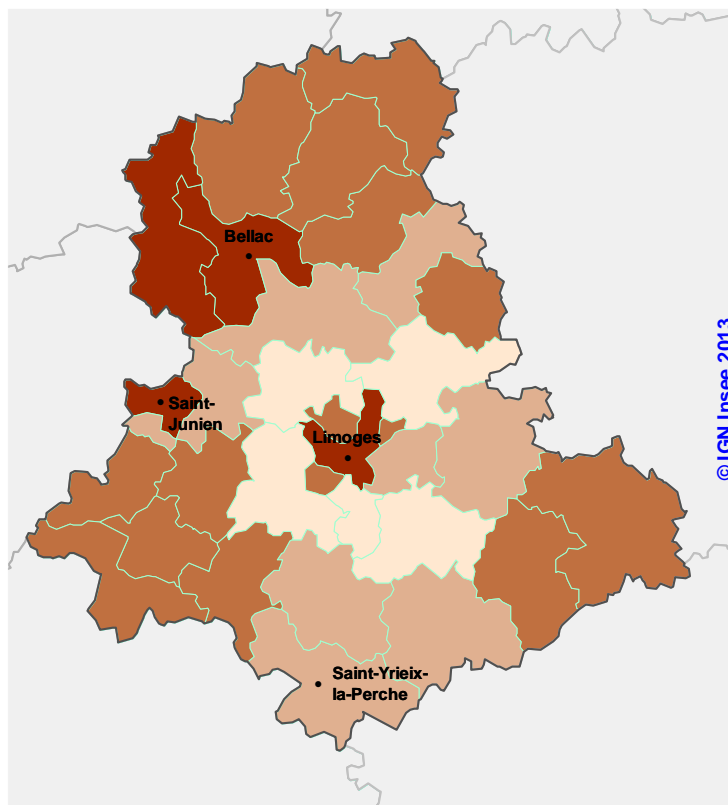 Bellac
Saint-
Junien
Limoges
Saint-Yrieix-
la-Perche
© IGN Insee 2013